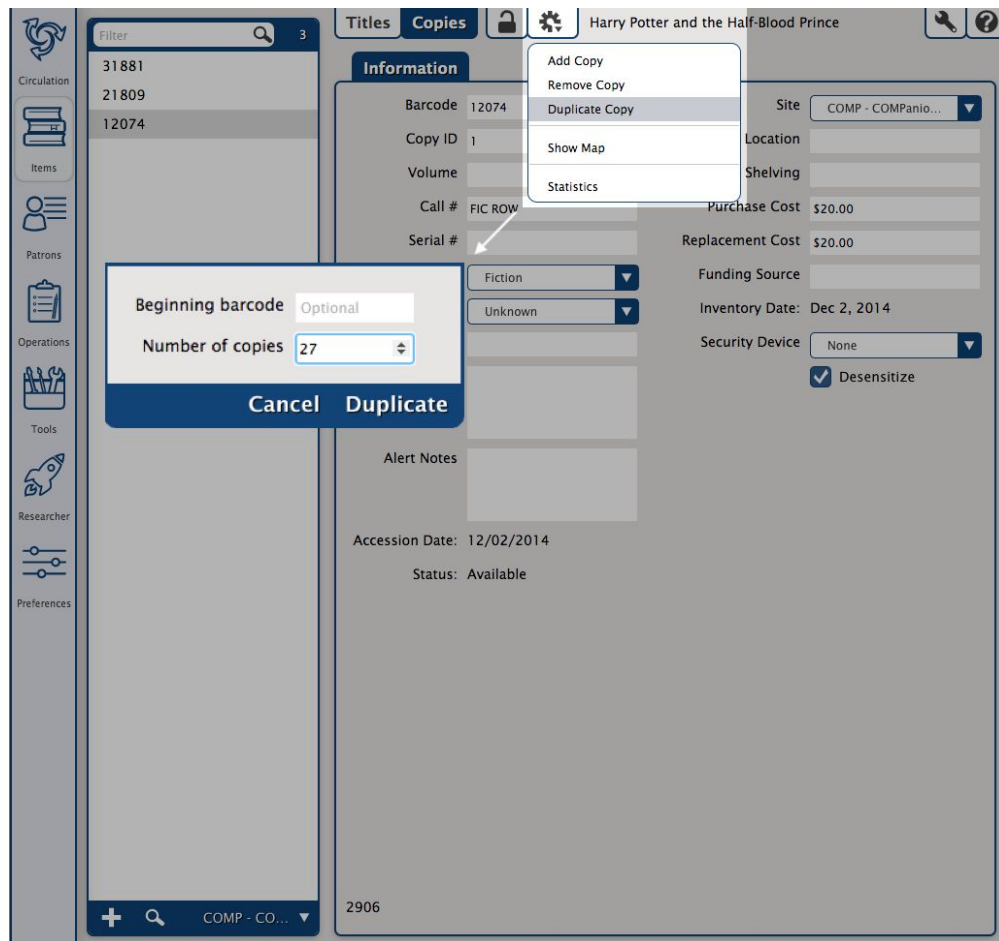 Circulation
Items
Patrons
Operations
Tools
Researcher
Preferences
Filter 3
31881
21809
12074
COMP - CO...
Titles Copies Harry Potter and the Half-Blood Prince
Add Copy
Remove Copy
Duplicate Copy
Show Map
Statistics
Information
Barcode 12074
Copy ID 1
Volume
Call # FIC ROW
Serial #
Fiction
Unknown
Alert Notes
Accession Date: 12/02/2014
Status: Available
Site COMP - COMPanio...
Location
Shelving
Purchase Cost $20.00
Replacement Cost $20.00
Funding Source
Inventory Date: Dec 2, 2014
Security Device None
Desensitize
Beginning barcode Optional
Number of copies 27
Cancel Duplicate
2906